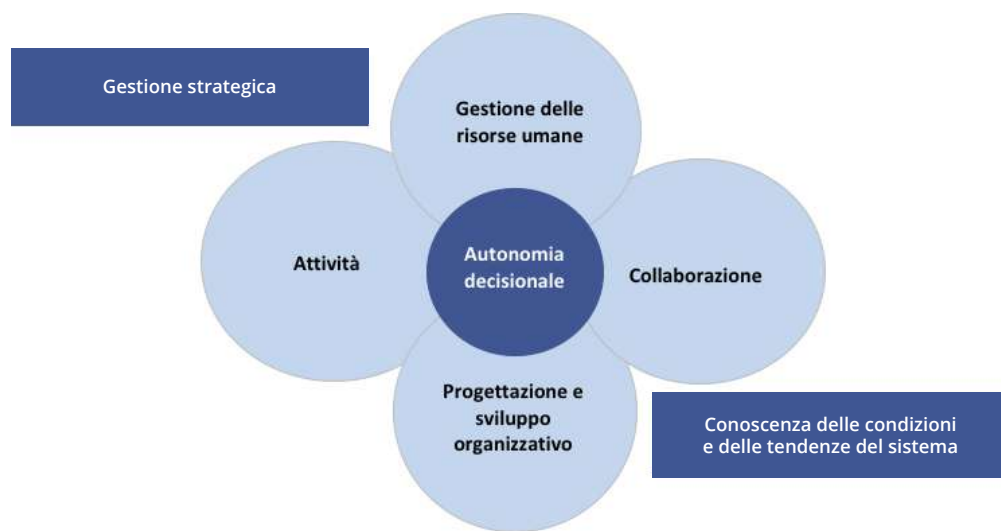 Gestione strategica
Gestione delle
risorse umane
Attività
Autonomia
decisionale
Collaborazione
Progettazione e
sviluppo
organizzativo
Conoscenza delle condizioni
e delle tendenze del sistema